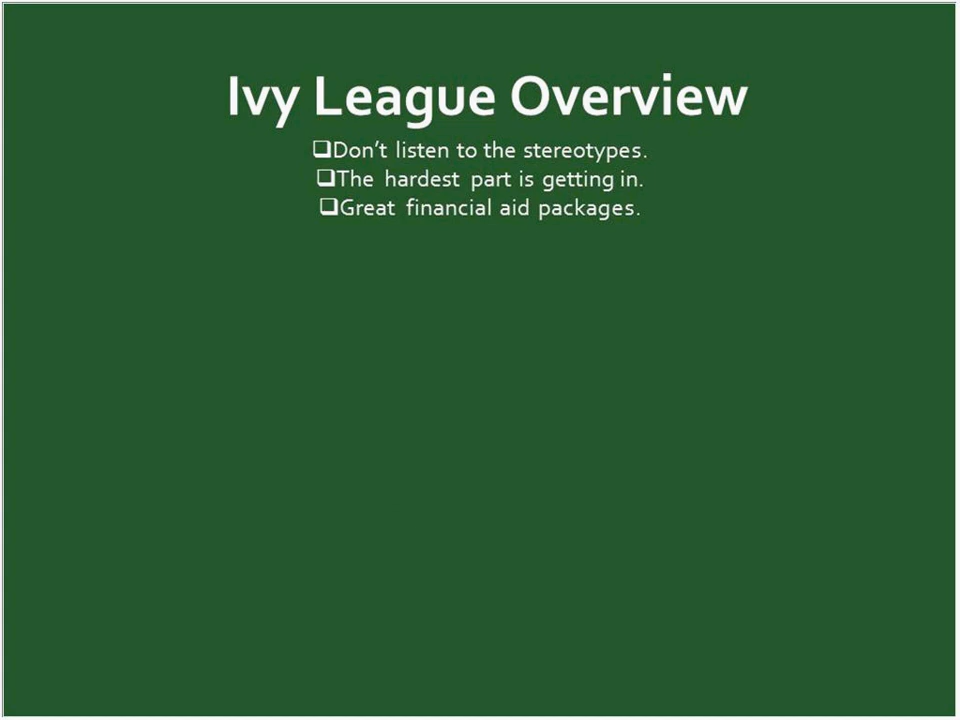 Ivy League Overview
❑Don’t listen to the stereotypes.
❑The hardest part is getting in.
❑Great financial aid packages.